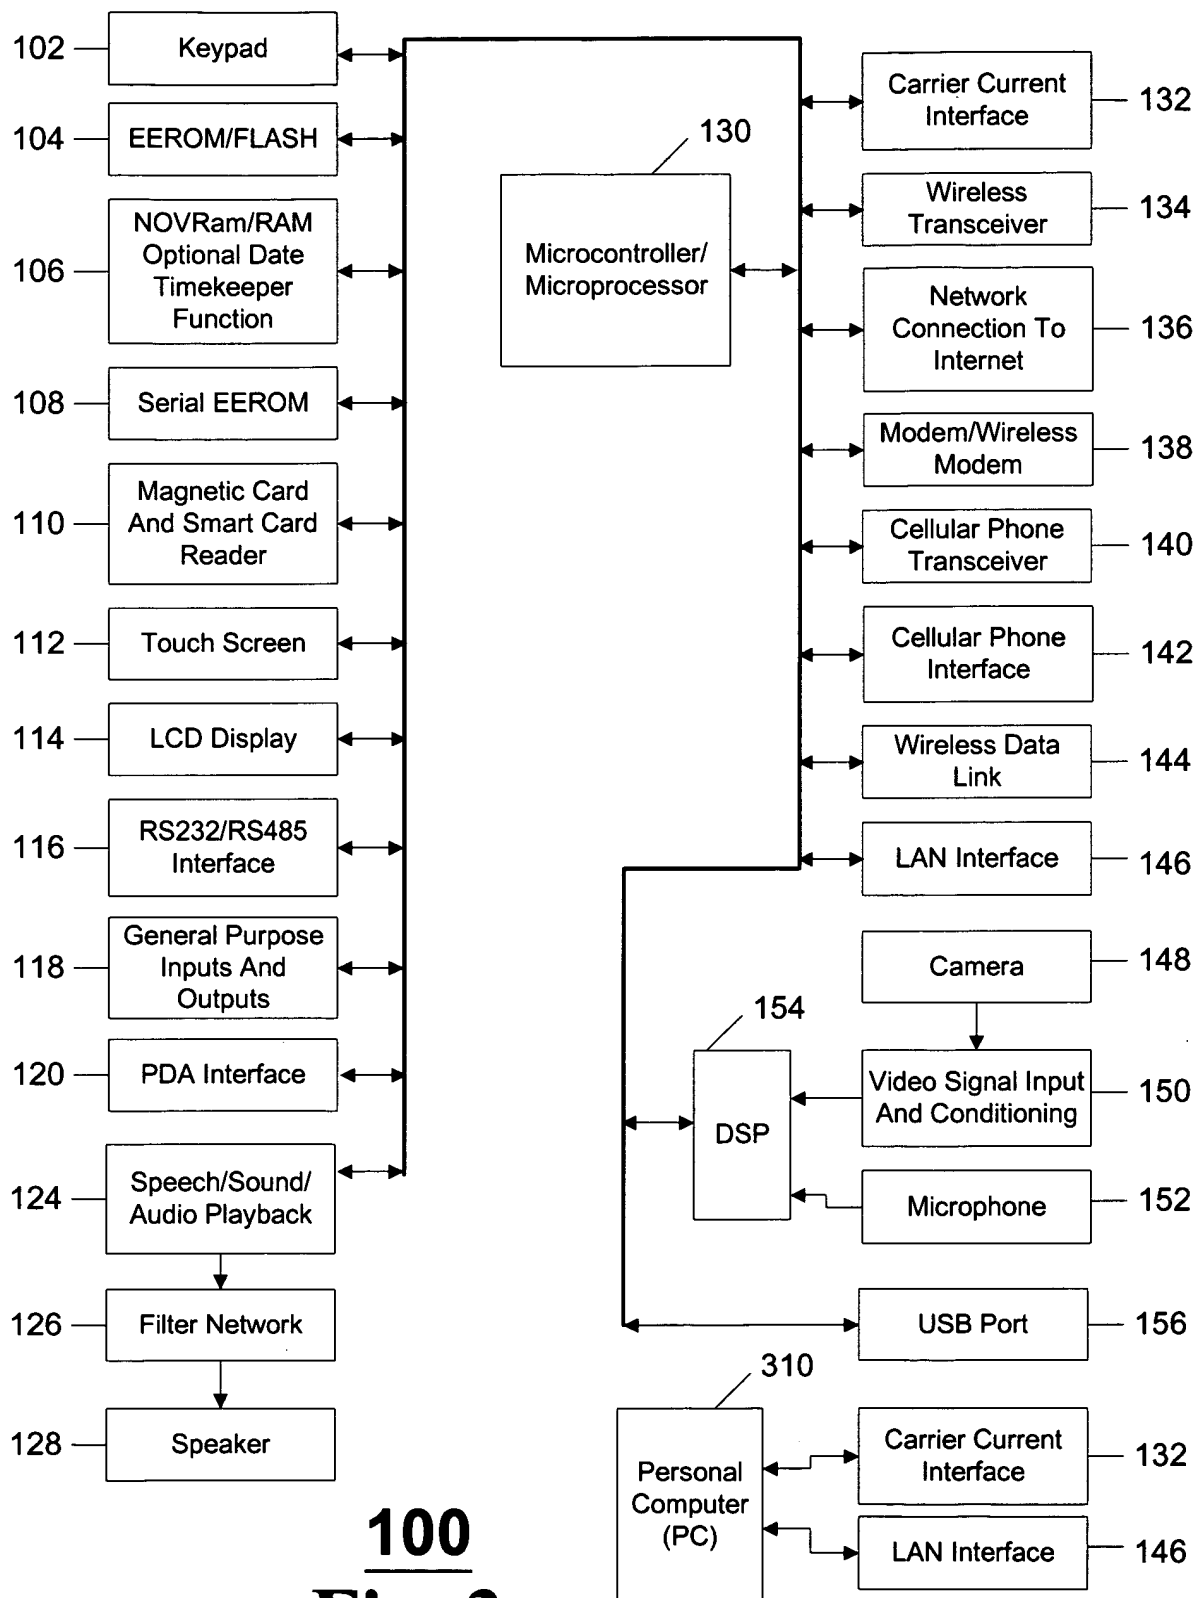 102
Keypad
104
EEROM/FLASH
106
NOVRam/RAM
Optional Date
Timekeeper
Function
108
Serial EEROM
110
Magnetic Card
And Smart Card
Reader
112
Touch Screen
114
LCD Display
116
RS232/RS485
Interface
118
General Purpose
Inputs And
Outputs
120
PDA Interface
124
Speech/Sound/
Audio Playback
126
Filter Network
128
Speaker
130
Microcontroller/
Microprocessor
Carrier Current
Interface
132
Wireless
Transceiver
134
Network
Connection To
Internet
136
Modem/Wireless
Modem
138
Cellular Phone
Transceiver
140
Cellular Phone
Interface
142
Wireless Data
Link
144
LAN Interface
146
Camera
148
154
DSP
Video Signal Input
And Conditioning
150
Microphone
152
USB Port
156
310
Personal
Computer
(PC)
Carrier Current
Interface
132
LAN Interface
146
100